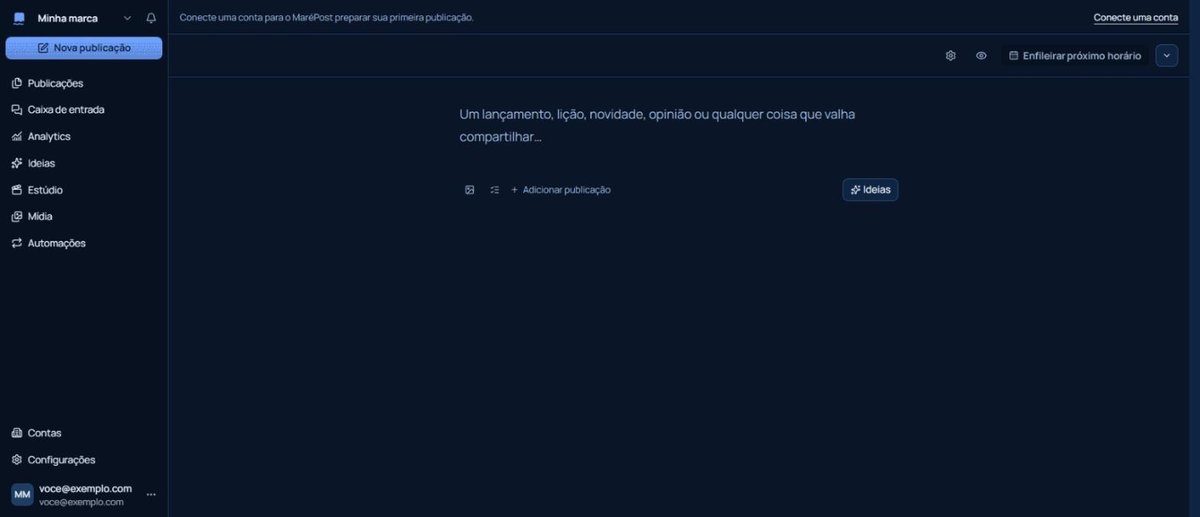 Minha marca
Nova publicação
Publicações
Caixa de entrada
Analytics
Ideias
Estúdio
Mídia
Automações
Contas
Configurações
MM
voce@exemplo.com
voce@exemplo.com
Conecte uma conta para o MaréPost preparar sua primeira publicação.
Conecte uma conta
Enfileirar próximo horário
Um lançamento, lição, novidade, opinião ou qualquer coisa que valha
compartilhar...
+ Adicionar publicação
Ideias